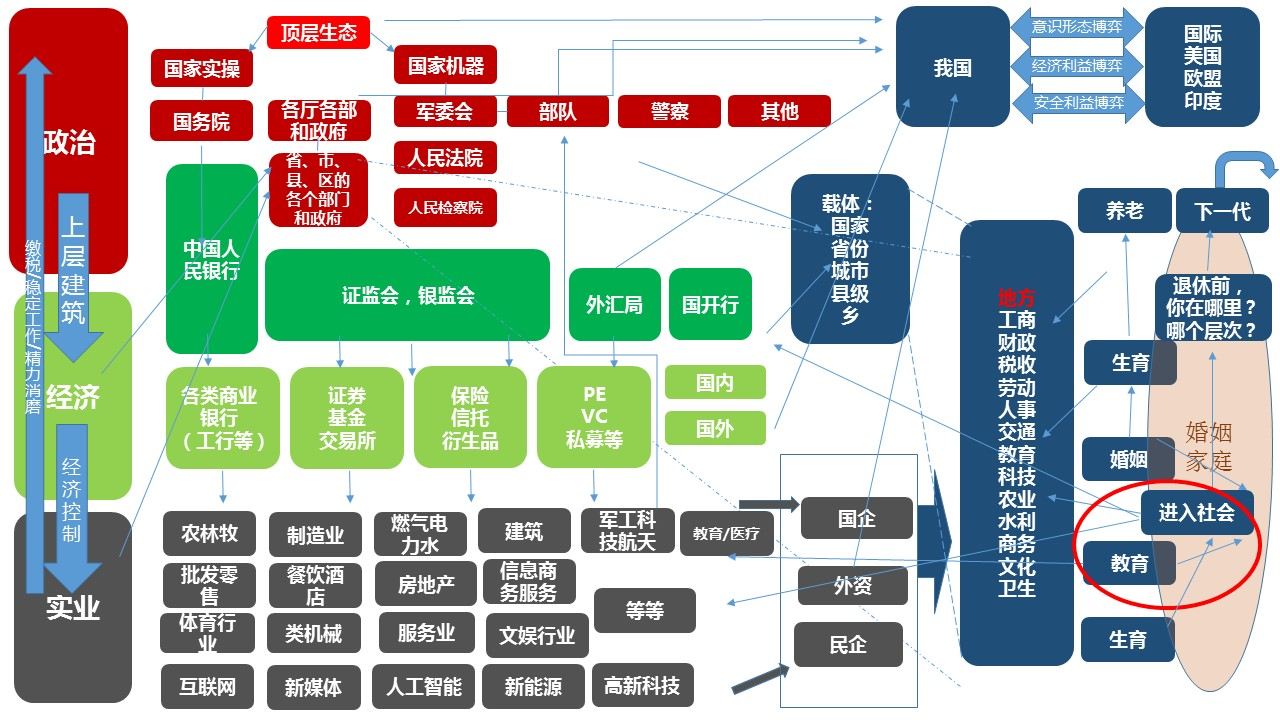 政治
上层建筑
缴税/稳定工作/精力消磨
经济
经济控制
实业
顶层生态
国家实操
国家机器
国务院
各厅各部
和政府
军委会
部队
警察
其他
省、市、
县、区的
各个部门
和政府
人民法院
人民检察院
中国人
民银行
证监会，银监会
外汇局
国开行
各类商业
银行
（工行等）
证券
基金
交易所
保险
信托
衍生品
PE
VC
私募等
国内
国外
农林牧
制造业
燃气电
力水
建筑
军工科
技航天
教育/医疗
批发零
售
餐饮酒
店
房地产
信息商
务服务
等等
体育行
业
类机械
服务业
文娱行业
互联网
新媒体
人工智能
新能源
高新科技
国企
外资
民企
我国
意识形态博弈
经济利益博弈
安全利益博弈
国际
美国
欧盟
印度
载体：
国家
省份
城市
县级
乡
地方
工商
财政
税收
劳动
人事
交通
教育
科技
农业
水利
商务
文化
卫生
养老
下一代
退休前，
你在哪里？
哪个层次？
生育
婚姻
家庭
婚姻
进入社会
教育
生育